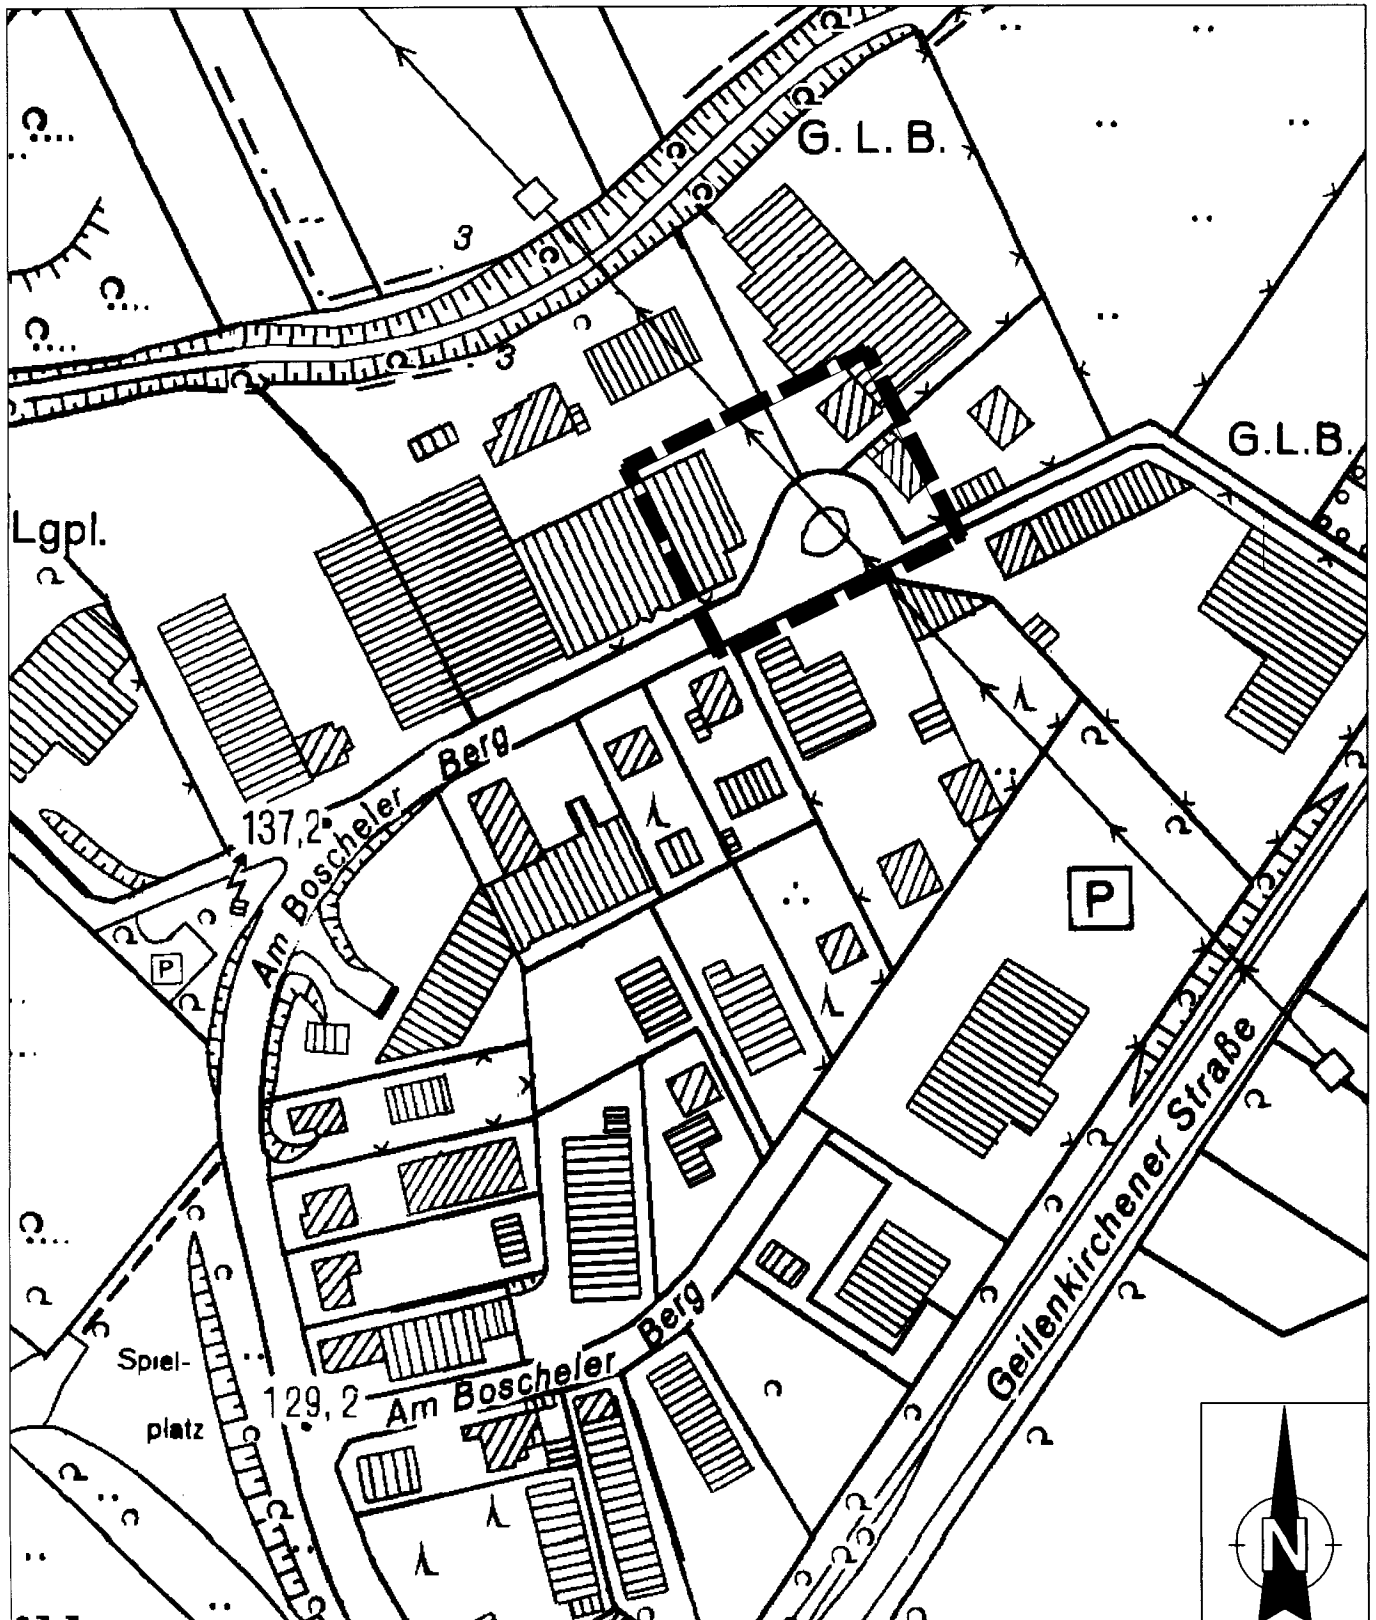 G. L. B.
3
3
G.L.B.
Lgpl.
Am Boscheler Berg
137,2
P
P
Geilenkirchener Straße
Am Boscheler Berg
Spiel-
platz
129, 2
N